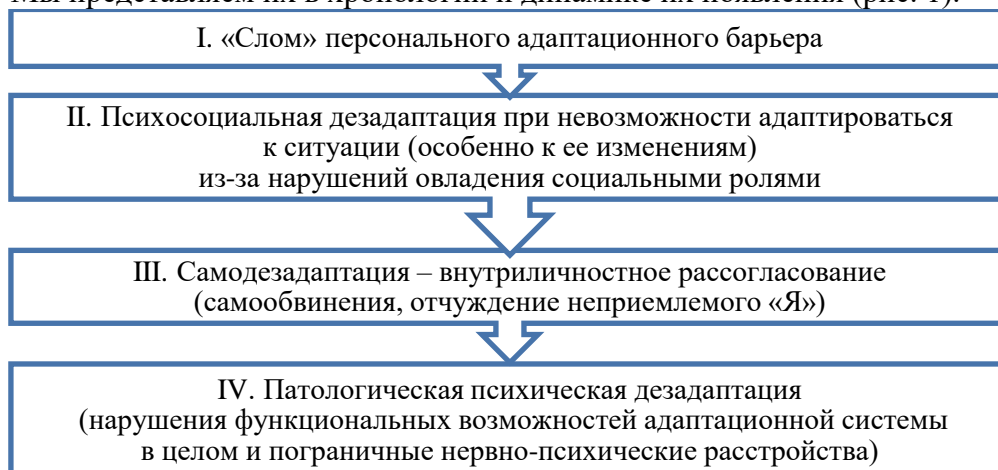 Мы представляем их в хронологии и динамике их появления (рис. 1).
I. «Слом» персонального адаптационного барьера
II. Психосоциальная дезадаптация при невозможности адаптироваться
к ситуации (особенно к ее изменениям)
из-за нарушений овладения социальными ролями
III. Самодезадаптация – внутриличностное рассогласование
(самообвинения, отчуждение неприемлемого «Я»)
IV. Патологическая психическая дезадаптация
(нарушения функциональных возможностей адаптационной системы
в целом и пограничные нервно-психические расстройства)